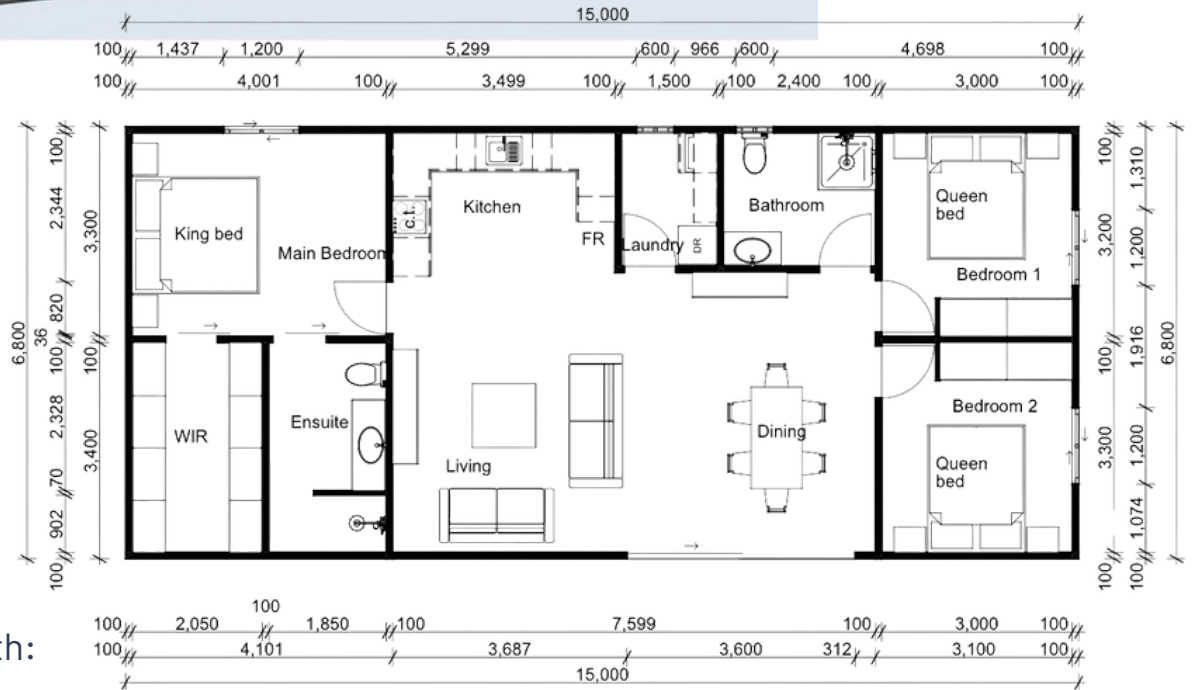 15,000
100 1,437 1,200 5,299 600 966 600 4,698 100
100 4,001 100 3,499 100 1,500 100 2,400 100 3,000 100
6,800
100 2,344 820 36 100 2,328 70 902 100
3,300 100 3,400
King bed
Main Bedroom
c.t.
Kitchen
FR
Laundry
DR
Bathroom
Queen
bed
Bedroom 1
WIR
Ensuite
Living
Dining
Bedroom 2
Queen
bed
100 3,200 100 3,300 100
1,310 1,200 1,916 1,200 1,074 100
6,800
100
100 2,050 1,850 100 7,599 100 3,000 100
100 4,101 3,687 3,600 312 3,100 100
15,000
th: